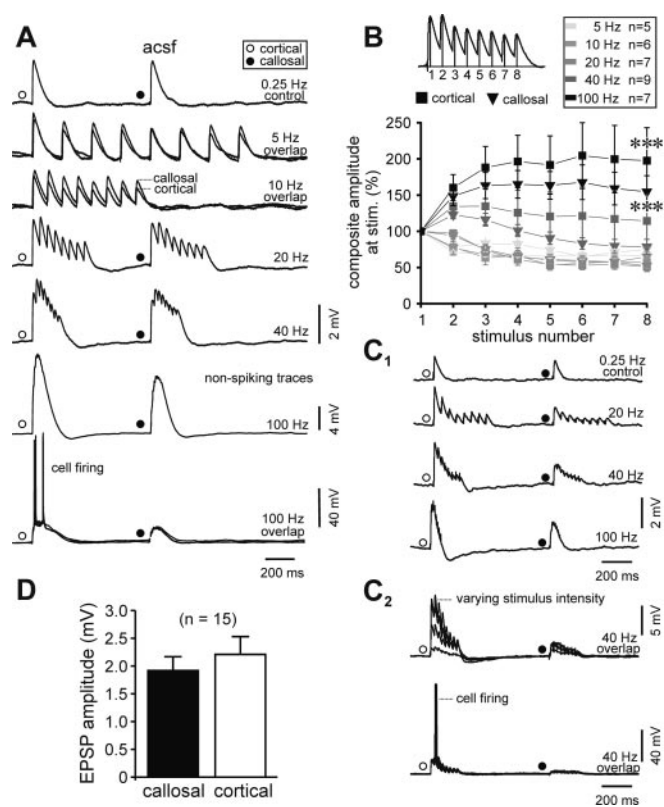 A
acsf
○ cortical
● callosal
0.25 Hz
control
5 Hz
overlap
callosal
cortical
10 Hz
overlap
20 Hz
40 Hz
2 mV
non-spiking traces
100 Hz
4 mV
cell firing
100 Hz
overlap
40 mV
200 ms
B
1 2 3 4 5 6 7 8
■ cortical ▼ callosal
5 Hz n=5
10 Hz n=6
20 Hz n=7
40 Hz n=9
100 Hz n=7
composite amplitude
at stim. (%)
250
200
150
100
50
0
***
***
1 2 3 4 5 6 7 8
stimulus number
C1
0.25 Hz
control
20 Hz
40 Hz
100 Hz
2 mV
200 ms
C2
varying stimulus intensity
40 Hz
overlap
5 mV
cell firing
40 Hz
overlap
40 mV
200 ms
D
(n = 15)
EPSP amplitude (mV)
3.0
2.5
2.0
1.5
1.0
0.5
0
callosal cortical